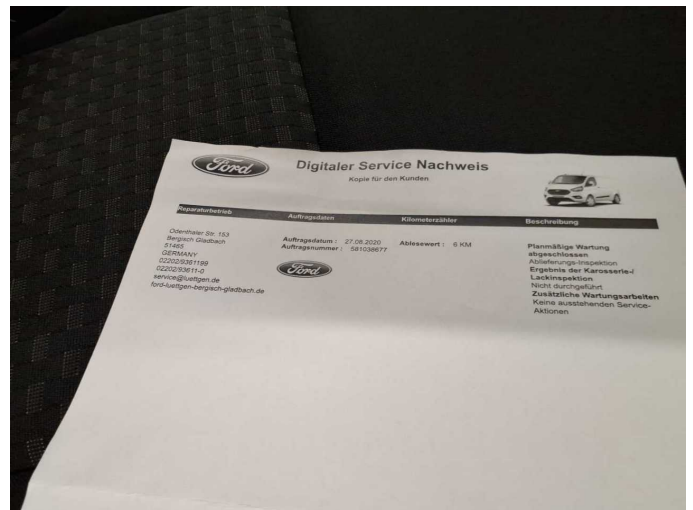 Ford
Digitaler Service Nachweis
Kopie für den Kunden
Reparaturbetrieb
Auftragsdaten
Kilometerzähler
Beschreibung
Odenthaler Str. 153
Bergisch Gladbach
51465
GERMANY
02202/9361199
02202/93611-0
service@luettgen.de
ford-luettgen-bergisch-gladbach.de
Auftragsdatum : 27.08.2020
Auftragsnummer : 581038677
Ford
Ablesewert : 6 KM
Planmäßige Wartung
abgeschlossen
Ablieferungs-Inspektion
Ergebnis der Karosserie-/
Lackinspektion
Nicht durchgeführt
Zusätzliche Wartungsarbeiten
Keine ausstehenden Service-
Aktionen